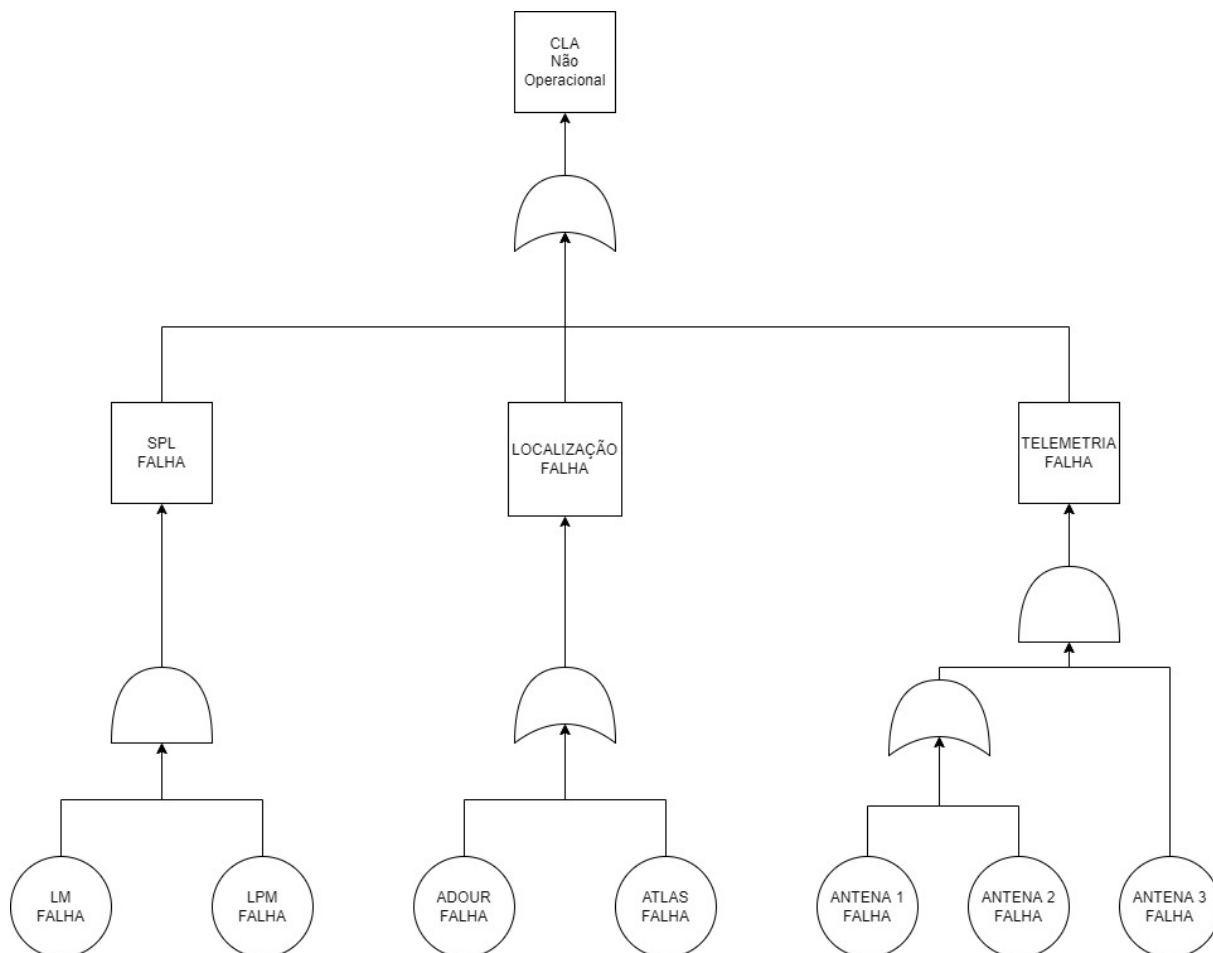 CLA
Não
Operacional
SPL
FALHA
LOCALIZAÇÃO
FALHA
TELEMETRIA
FALHA
LM
FALHA
LPM
FALHA
ADOUR
FALHA
ATLAS
FALHA
ANTENA 1
FALHA
ANTENA 2
FALHA
ANTENA 3
FALHA